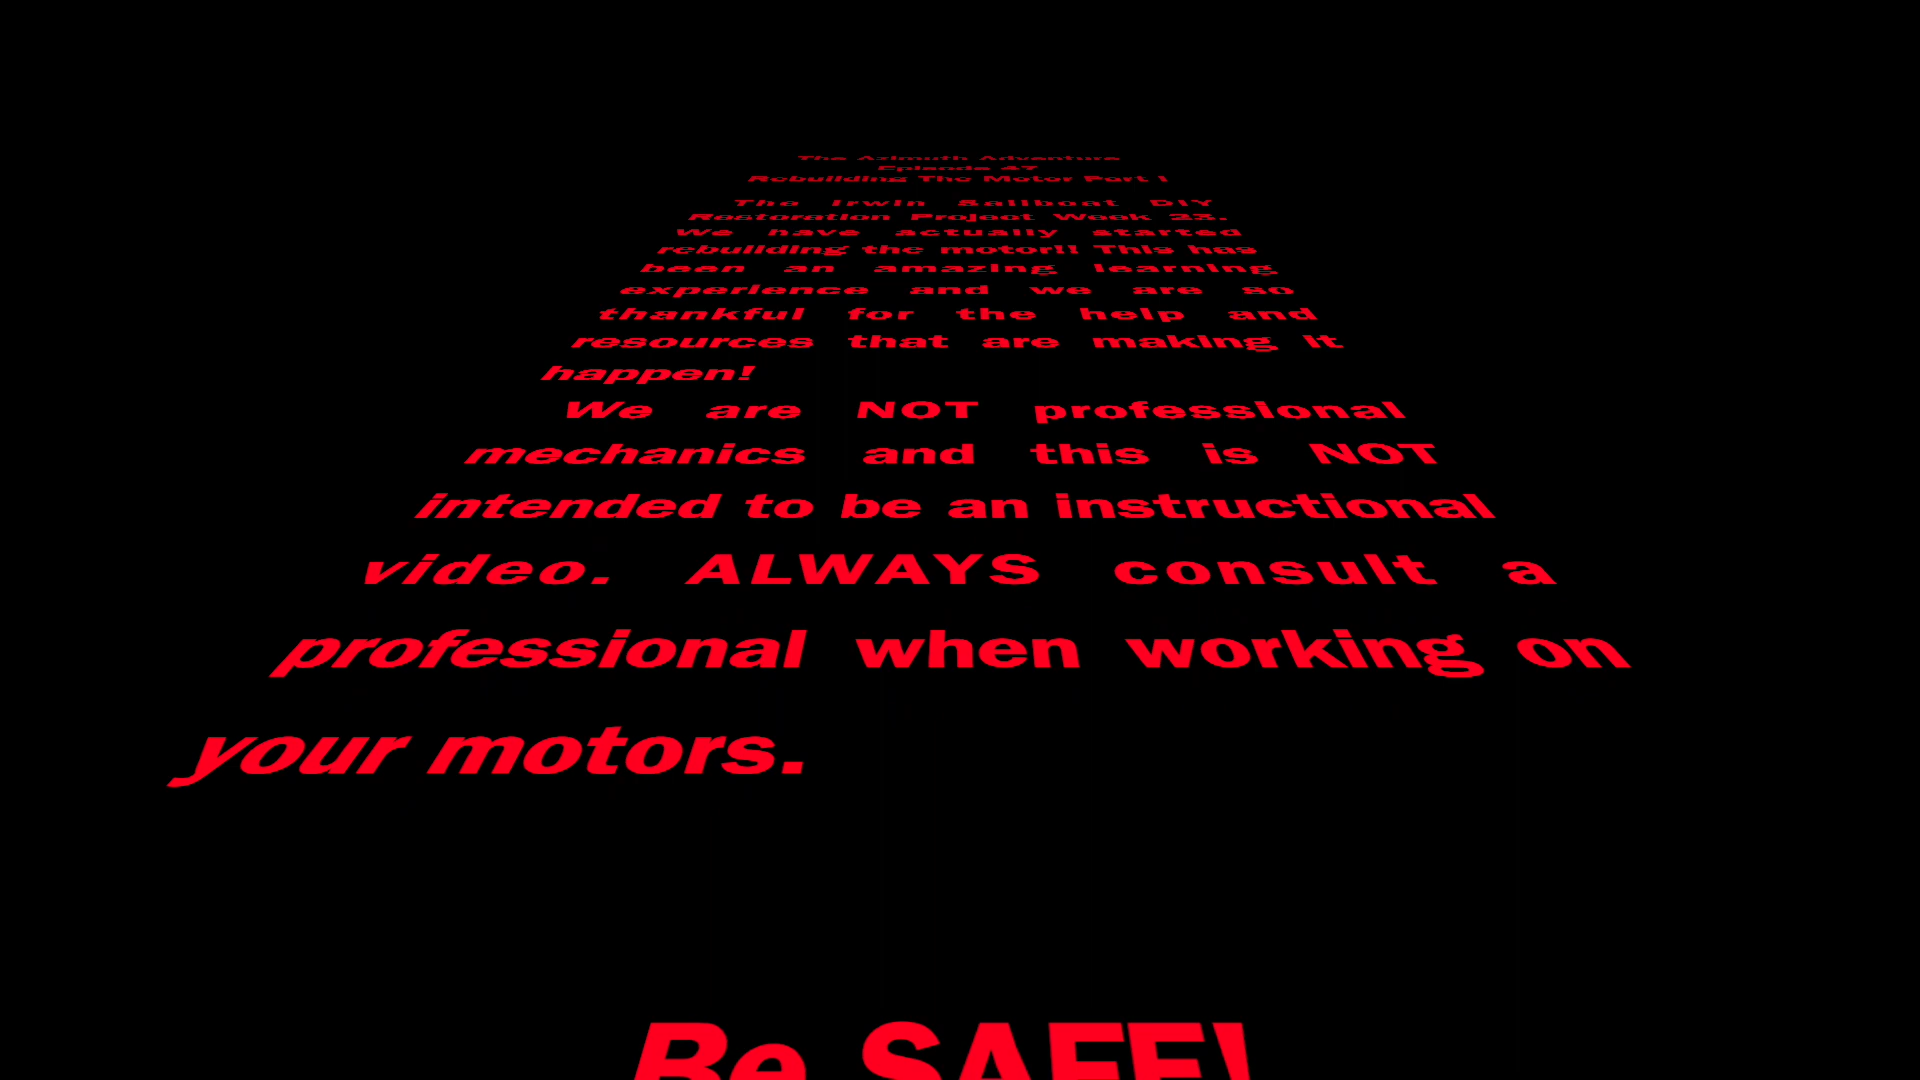 The Azimuth Adventure
Episode 47
Rebuilding The Motor Part 1
The Irwin Sailboat DIY
Restoration Project Week 23.
We have actually started
rebuilding the motor!! This has
been an amazing learning
experience and we are so
thankful for the help and
resources that are making it
happen!
We are NOT professional
mechanics and this is NOT
intended to be an instructional
video. ALWAYS consult a
professional when working on
your motors.
Be SAFE!